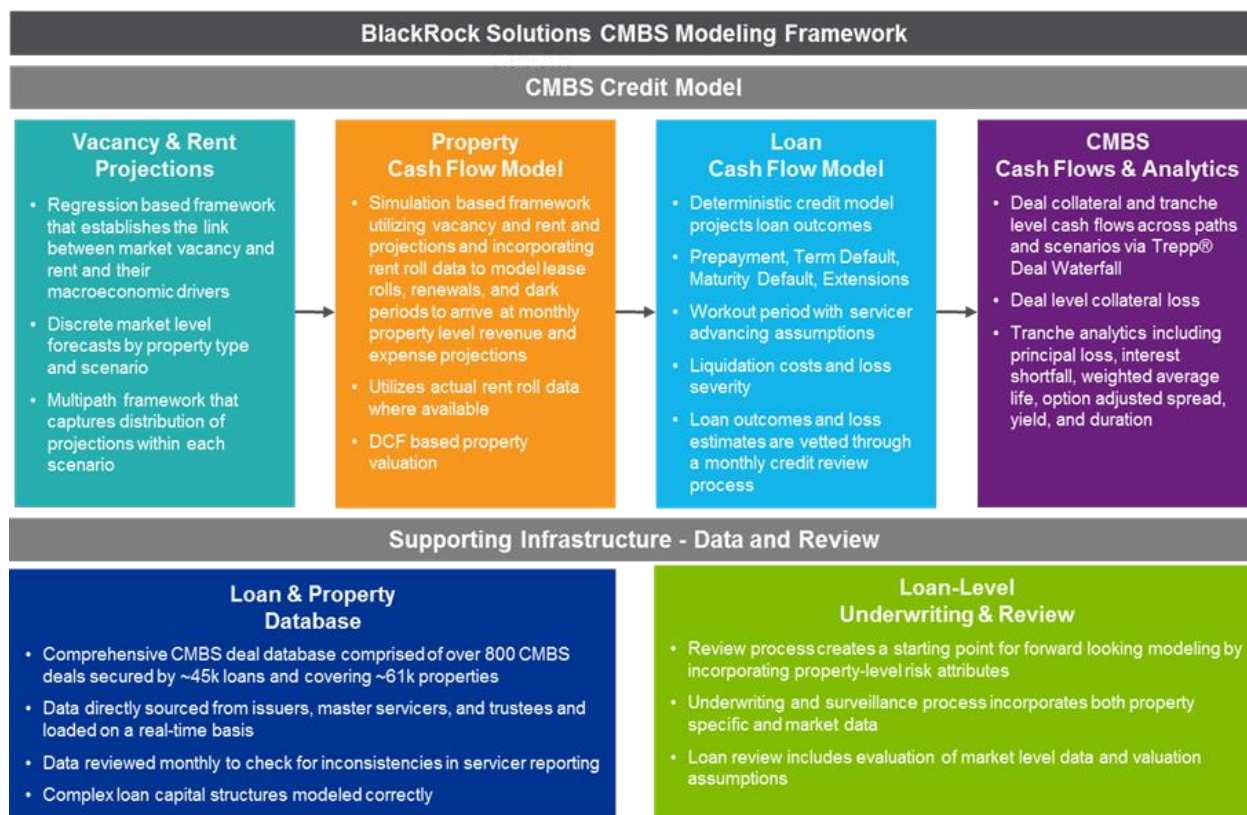 BlackRock Solutions CMBS Modeling Framework
CMBS Credit Model
Vacancy & Rent
Projections
• Regression based framework
that establishes the link
between market vacancy and
rent and their
macroeconomic drivers
• Discrete market level
forecasts by property type
and scenario
• Multipath framework that
captures distribution of
projections within each
scenario
Property
Cash Flow Model
• Simulation based framework
utilizing vacancy and rent and
projections and incorporating
rent roll data to model lease
rolls, renewals, and dark
periods to arrive at monthly
property level revenue and
expense projections
• Utilizes actual rent roll data
where available
• DCF based property
valuation
Loan
Cash Flow Model
• Deterministic credit model
projects loan outcomes
• Prepayment, Term Default,
Maturity Default, Extensions
• Workout period with servicer
advancing assumptions
• Liquidation costs and loss
severity
• Loan outcomes and loss
estimates are vetted through
a monthly credit review
process
CMBS
Cash Flows & Analytics
• Deal collateral and tranche
level cash flows across paths
and scenarios via Trepp®
Deal Waterfall
• Deal level collateral loss
• Tranche analytics including
principal loss, interest
shortfall, weighted average
life, option adjusted spread,
yield, and duration
Supporting Infrastructure - Data and Review
Loan & Property
Database
• Comprehensive CMBS deal database comprised of over 800 CMBS
deals secured by ~45k loans and covering ~61k properties
• Data directly sourced from issuers, master servicers, and trustees and
loaded on a real-time basis
• Data reviewed monthly to check for inconsistencies in servicer reporting
• Complex loan capital structures modeled correctly
Loan-Level
Underwriting & Review
• Review process creates a starting point for forward looking modeling by
incorporating property-level risk attributes
• Underwriting and surveillance process incorporates both property
specific and market data
• Loan review includes evaluation of market level data and valuation
assumptions